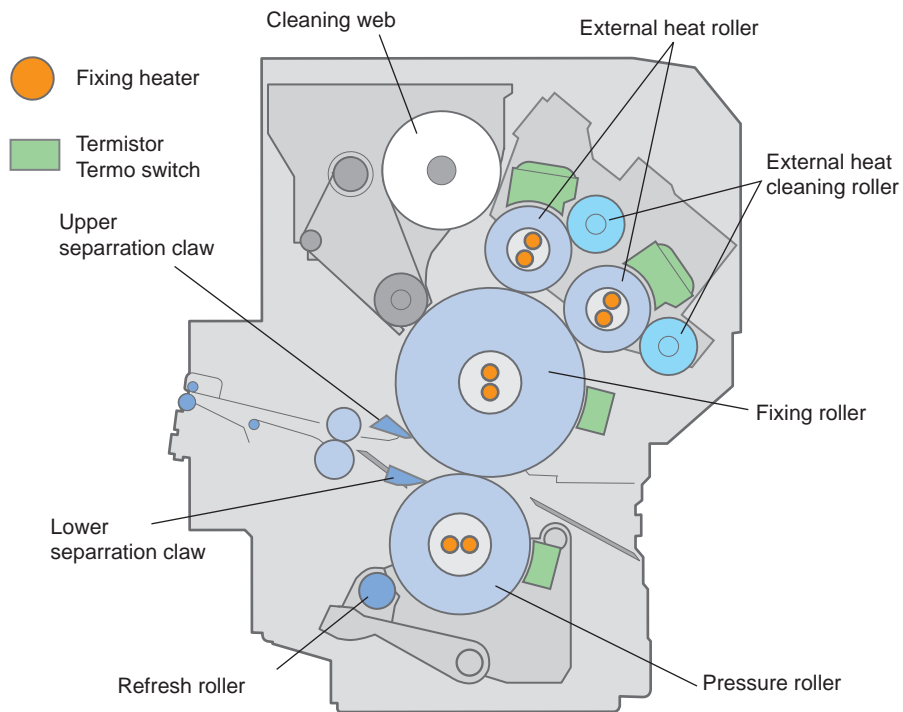 Cleaning web
External heat roller
Fixing heater
Termistor
Termo switch
External heat
cleaning roller
Upper
separration claw
Fixing roller
Lower
separration claw
Refresh roller
Pressure roller